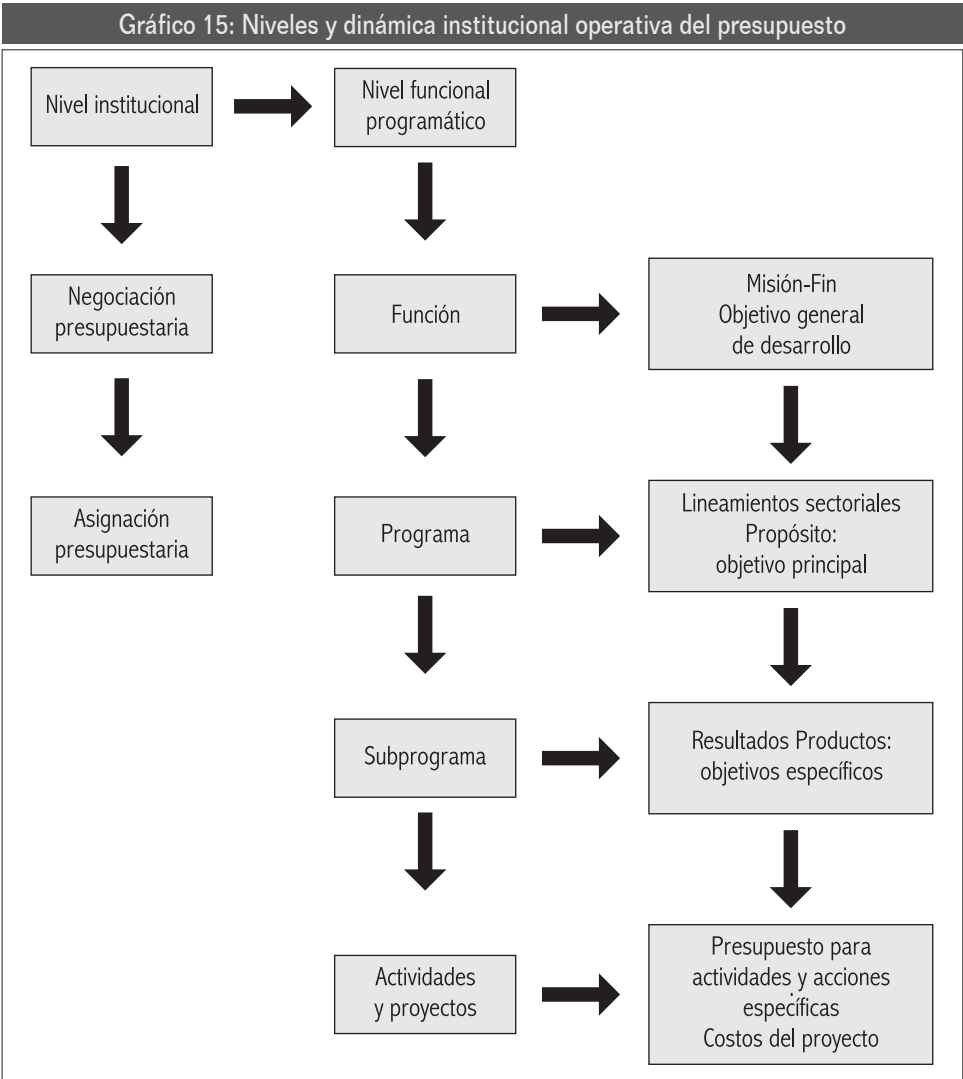 Gráfico 15: Niveles y dinámica institucional operativa del presupuesto
Nivel institucional
Nivel funcional
programático
Negociación
presupuestaria
Función
Misión-Fin
Objetivo general
de desarrollo
Asignación
presupuestaria
Programa
Lineamientos sectoriales
Propósito:
objetivo principal
Subprograma
Resultados Productos:
objetivos específicos
Actividades
y proyectos
Presupuesto para
actividades y acciones
específicas
Costos del proyecto